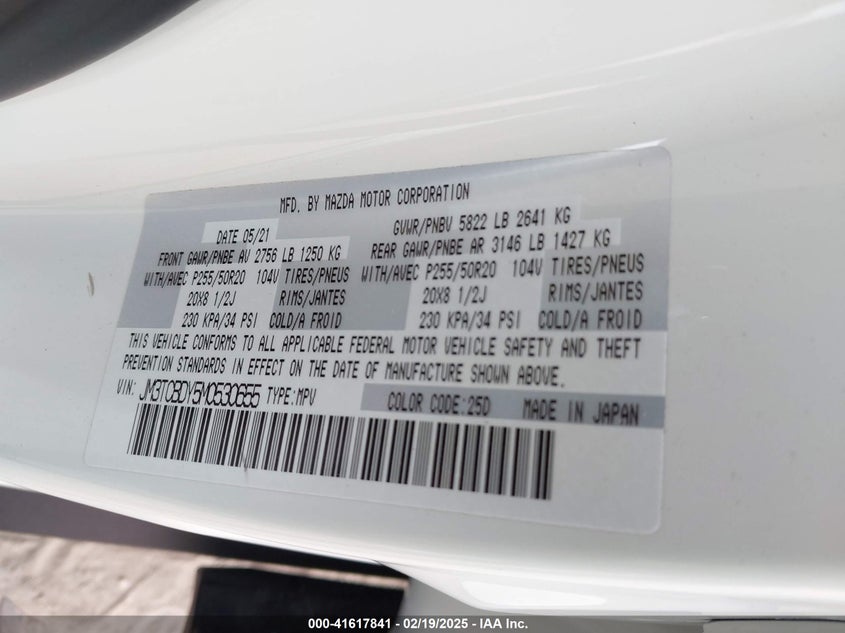 MFD. BY MAZDA MOTOR CORPORATION
DATE 05/21 GVWR/PNBV 5822 LB 2641 KG
FRONT GAWR/PNBE AV 2756 LB 1250 KG REAR GAWR/PNBE AR 3146 LB 1427 KG
WITH/AVEC P255/50R20 104V TIRES/PNEUS WITH/AVEC P255/50R20 104V TIRES/PNEUS
20X8 1/2J RIMS/JANTES 20X8 1/2J RIMS/JANTES
230 KPA/34 PSI COLD/A FROID 230 KPA/34 PSI COLD/A FROID
THIS VEHICLE CONFORMS TO ALL APPLICABLE FEDERAL MOTOR VEHICLE SAFETY AND THEFT
PREVENTION STANDARDS IN EFFECT ON THE DATE OF MANUFACTURE SHOWN ABOVE.
VIN: JM3TCBDY5M0530655 TYPE:MPV COLOR CODE:25D MADE IN JAPAN
000-41617841 - 02/19/2025 - IAA Inc.